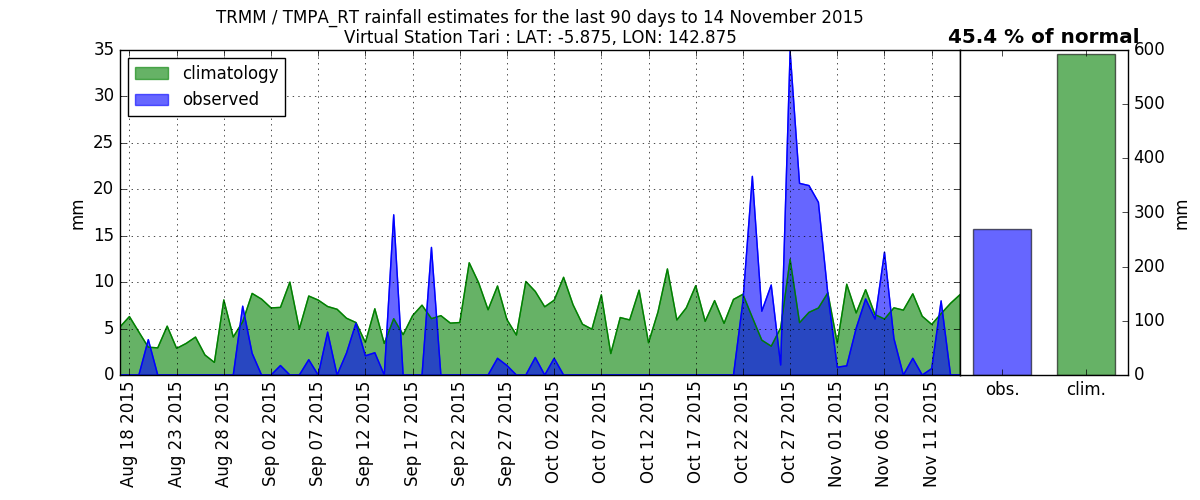 TRMM / TMPA_RT rainfall estimates for the last 90 days to 14 November 2015
Virtual Station Tari : LAT: -5.875, LON: 142.875
45.4 % of normal
climatology
observed
mm
35
30
25
20
15
10
5
0
Aug 18 2015
Aug 23 2015
Aug 28 2015
Sep 02 2015
Sep 07 2015
Sep 12 2015
Sep 17 2015
Sep 22 2015
Sep 27 2015
Oct 02 2015
Oct 07 2015
Oct 12 2015
Oct 17 2015
Oct 22 2015
Oct 27 2015
Nov 01 2015
Nov 06 2015
Nov 11 2015
obs.
clim.
600
500
400
300
200
100
0
mm